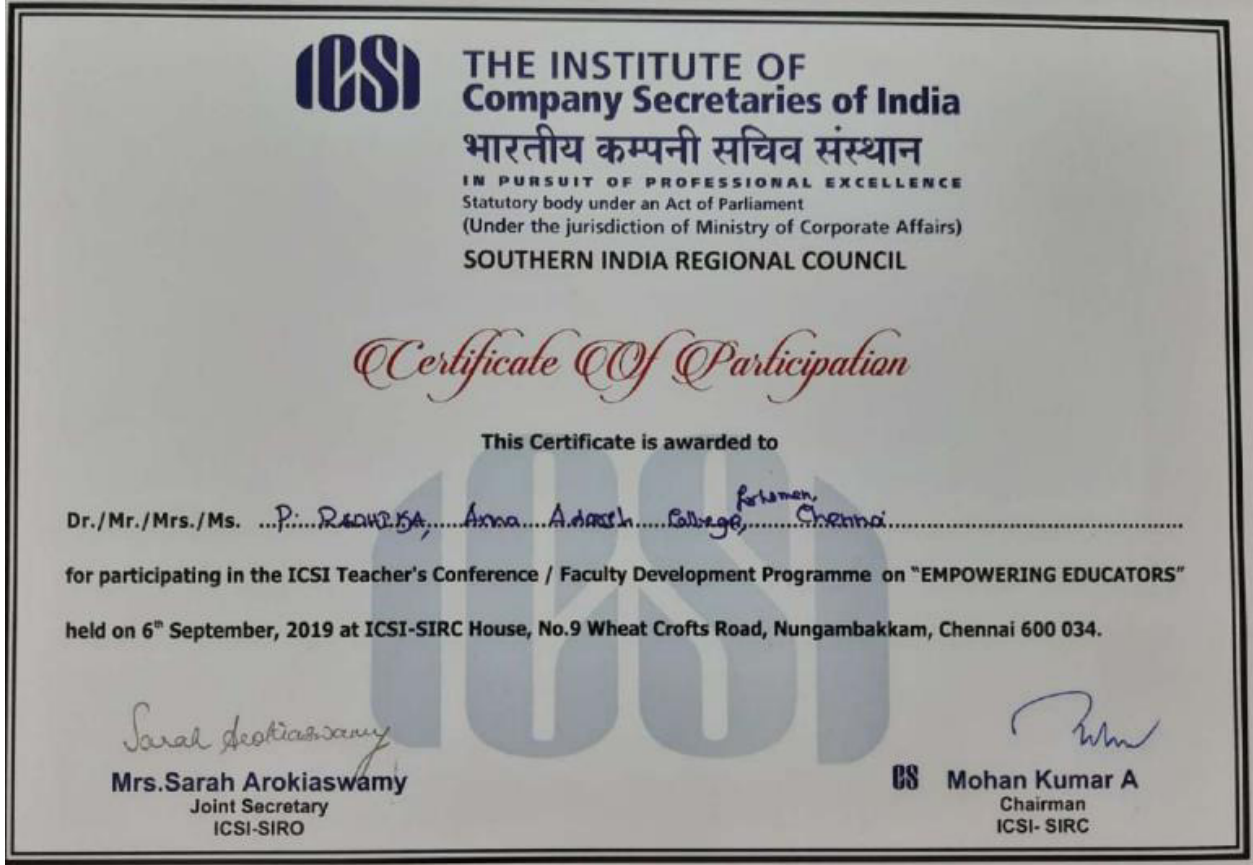 ICSI
THE INSTITUTE OF
Company Secretaries of India
भारतीय कम्पनी सचिव संस्थान
IN PURSUIT OF PROFESSIONAL EXCELLENCE
Statutory body under an Act of Parliament
(Under the jurisdiction of Ministry of Corporate Affairs)
SOUTHERN INDIA REGIONAL COUNCIL
Certificate Of Participation
This Certificate is awarded to
for Women,
Dr./Mr./Mrs./Ms. ...P. RADHIKA, Anna Adarsh College, Chennai
for participating in the ICSI Teacher's Conference / Faculty Development Programme on "EMPOWERING EDUCATORS"
held on 6th September, 2019 at ICSI-SIRC House, No.9 Wheat Crofts Road, Nungambakkam, Chennai 600 034.
ICSI
Sarah Arokiaswamy
Mrs.Sarah Arokiaswamy
Joint Secretary
ICSI-SIRO
CS Mohan Kumar A
Chairman
ICSI- SIRC